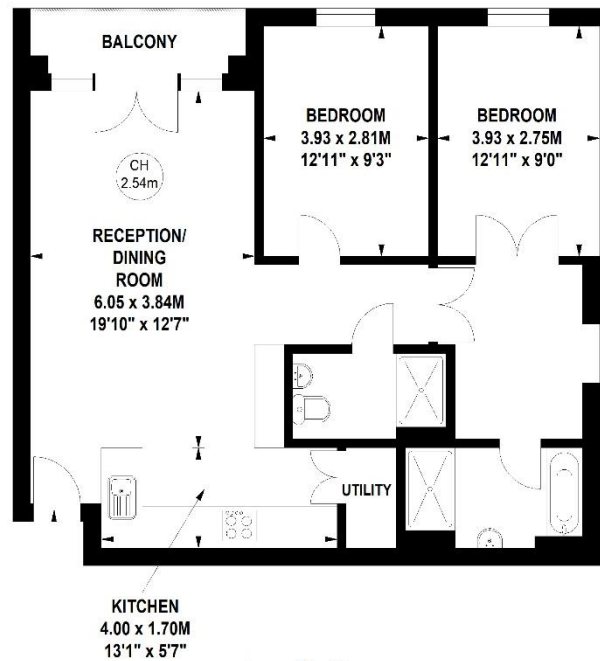 BALCONY
BEDROOM
3.93 x 2.81M
12'11" x 9'3"
BEDROOM
3.93 x 2.75M
12'11" x 9'0"
CH
2.54m
RECEPTION/
DINING
ROOM
6.05 x 3.84M
19'10" x 12'7"
UTILITY
KITCHEN
4.00 x 1.70M
13'1" x 5'7"